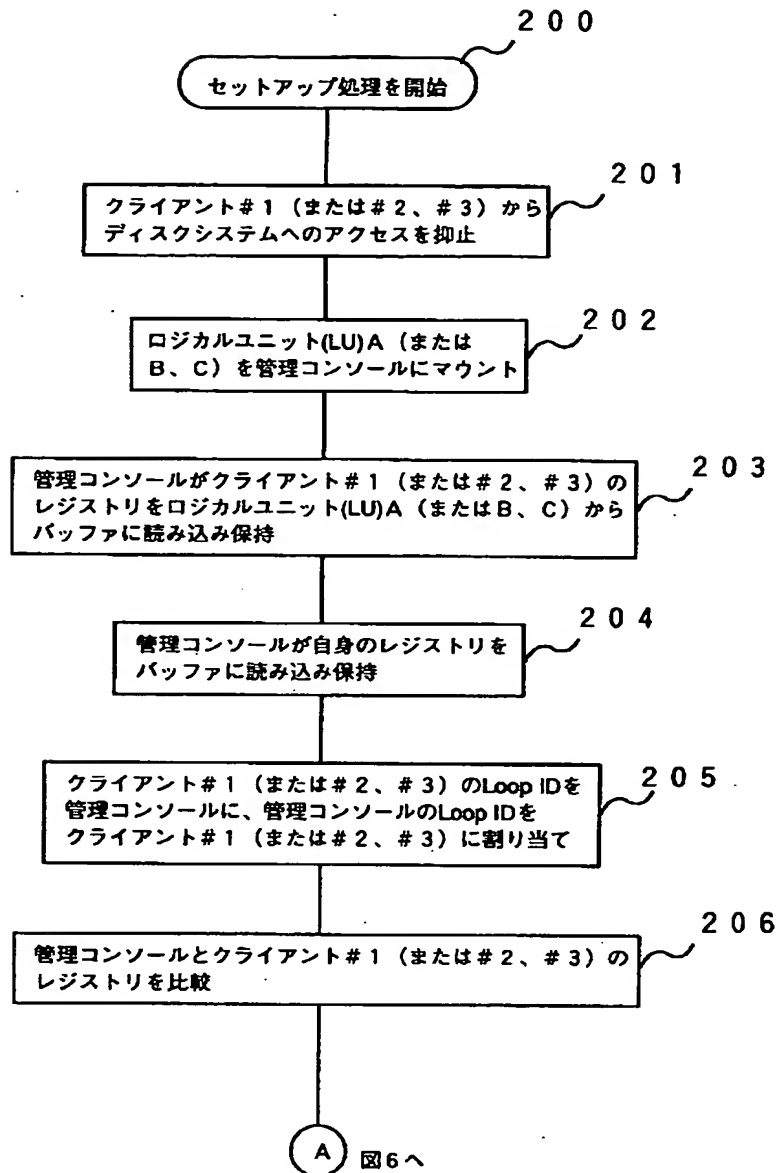 200
セットアップ処理を開始
201
クライアント#1（または#2、#3）から
ディスクシステムへのアクセスを抑止
202
ロジカルユニット(LU)A（または
B、C）を管理コンソールにマウント
203
管理コンソールがクライアント#1（または#2、#3）の
レジストリをロジカルユニット(LU)A（またはB、C）から
バッファに読み込み保持
204
管理コンソールが自身のレジストリを
バッファに読み込み保持
205
クライアント#1（または#2、#3）のLoop IDを
管理コンソールに、管理コンソールのLoop IDを
クライアント#1（または#2、#3）に割り当て
206
管理コンソールとクライアント#1（または#2、#3）の
レジストリを比較
A 図6へ